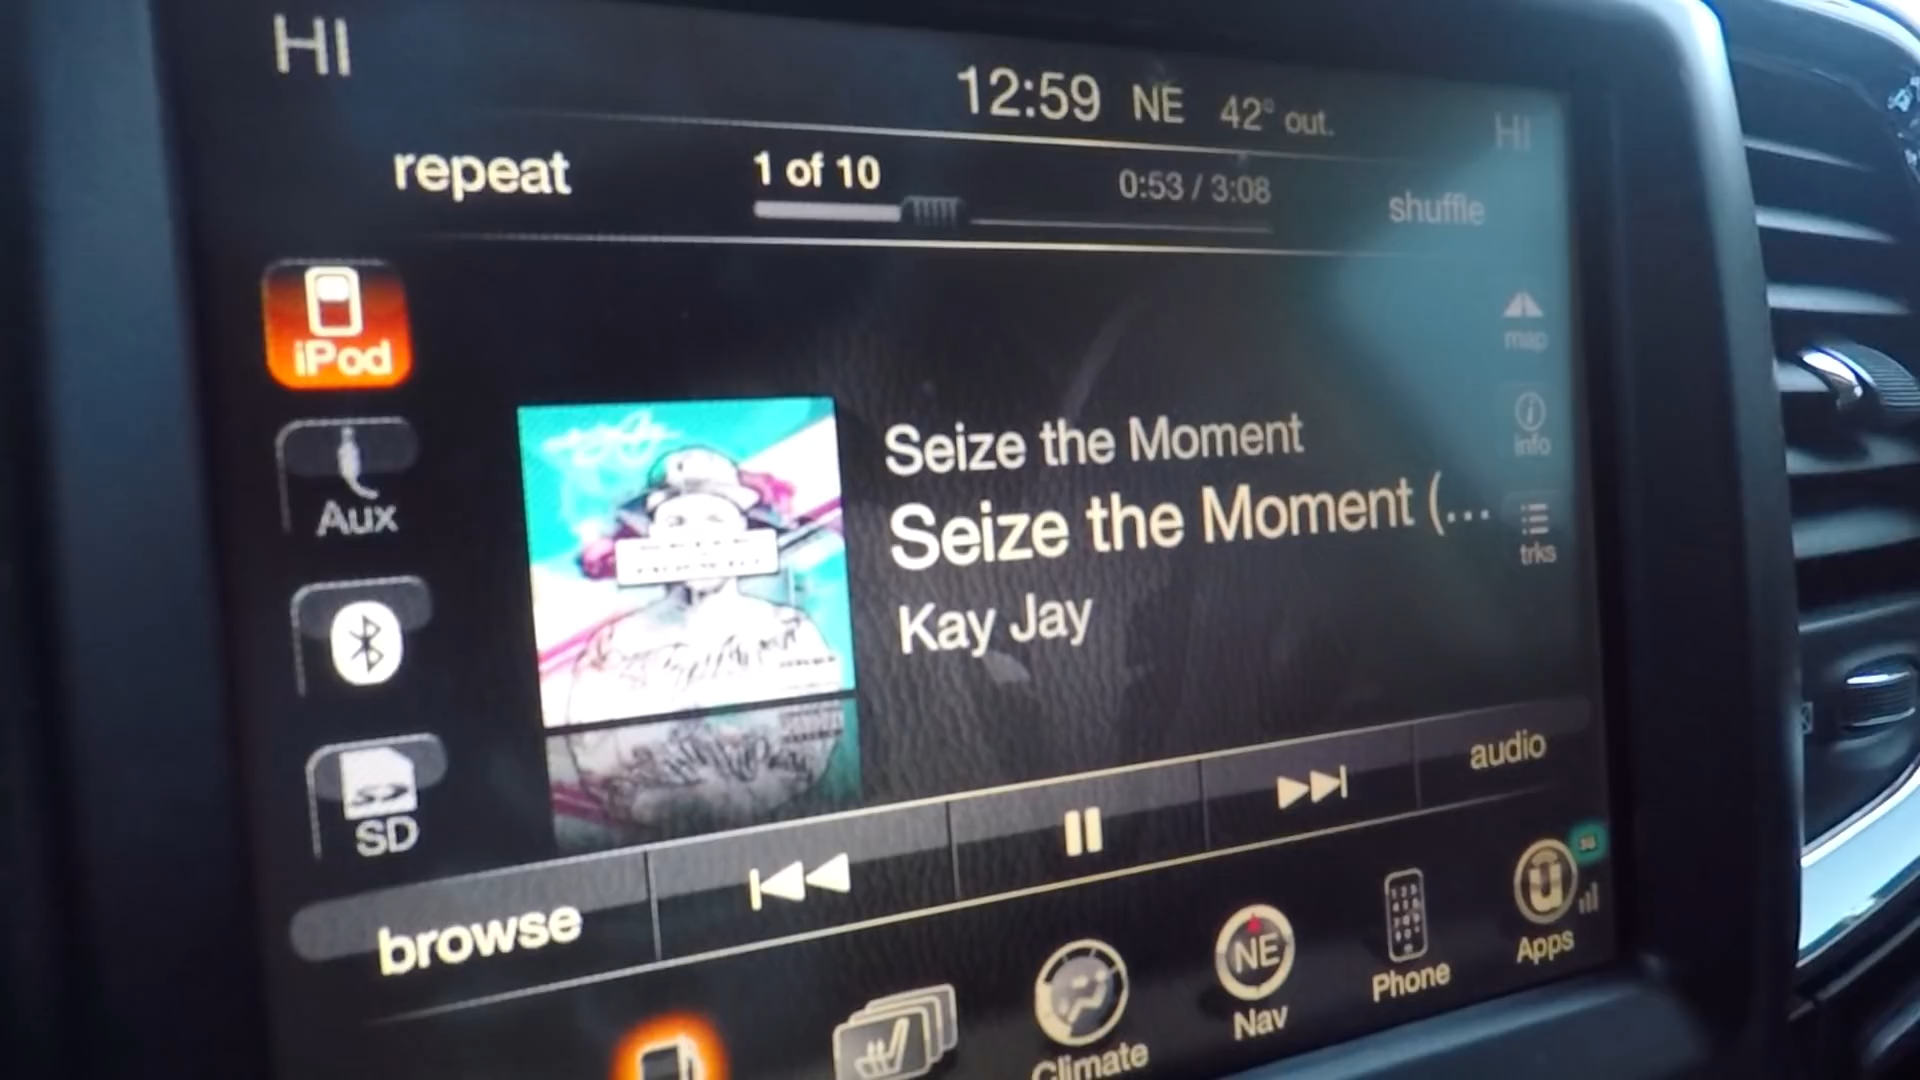 HI
12:59 NE 42° out.
HI
repeat
1 of 10
0:53 / 3:08
shuffle
iPod
map
info
Aux
Seize the Moment
Seize the Moment (...
Kay Jay
trks
SD
audio
browse
Climate
NE
Nav
Phone
Apps